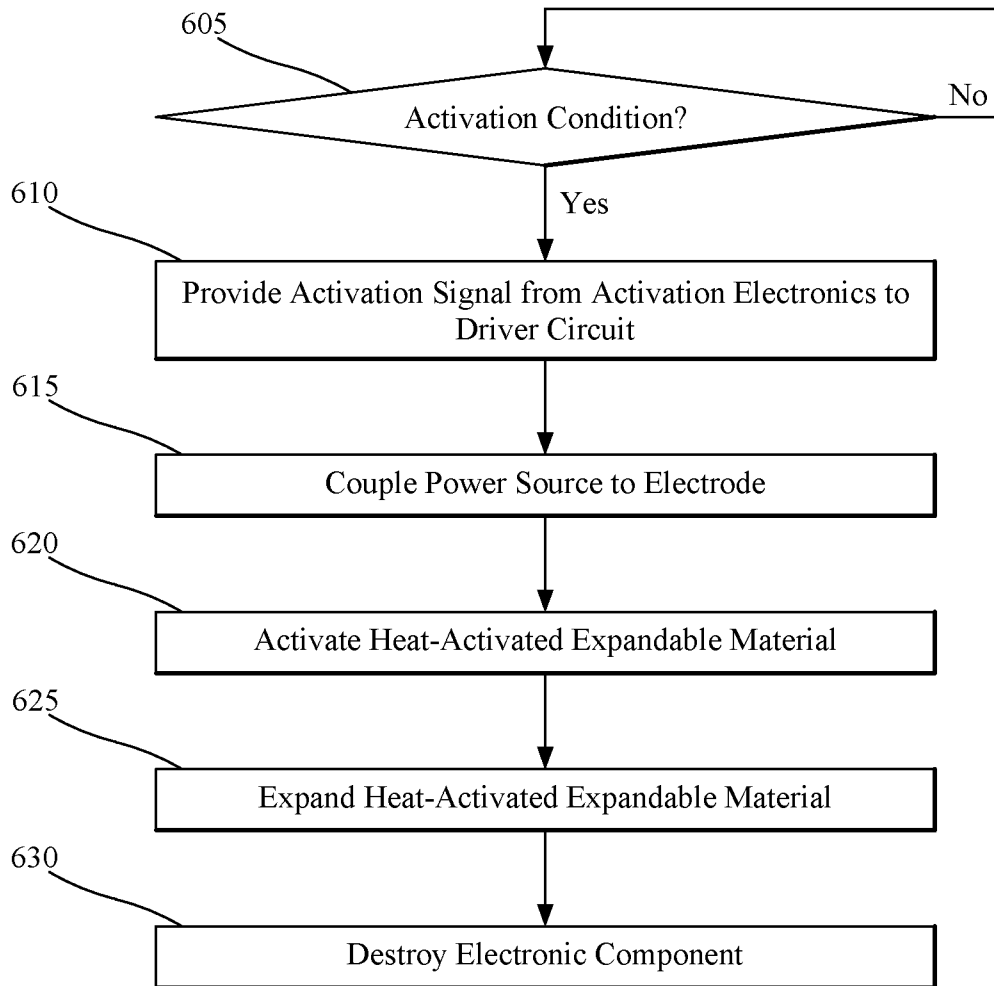 605
Activation Condition?
No
Yes
610
Provide Activation Signal from Activation Electronics to
Driver Circuit
615
Couple Power Source to Electrode
620
Activate Heat-Activated Expandable Material
625
Expand Heat-Activated Expandable Material
630
Destroy Electronic Component